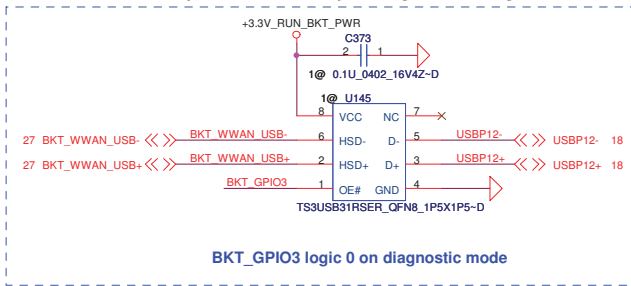 +3.3V_RUN_BKT_PWR
C373
2 1
1@ 0.1U_0402_16V4Z~D
1@ U145
8 VCC NC 7
27 BKT_WWAN_USB- BKT_WWAN_USB- 6 HSD- D- 5 USBP12- USBP12- 18
27 BKT_WWAN_USB+ BKT_WWAN_USB+ 2 HSD+ D+ 3 USBP12+ USBP12+ 18
BKT_GPIO3 1 OE# GND 4
TS3USB31RSER_QFN8_1P5X1P5~D
BKT_GPIO3 logic 0 on diagnostic mode